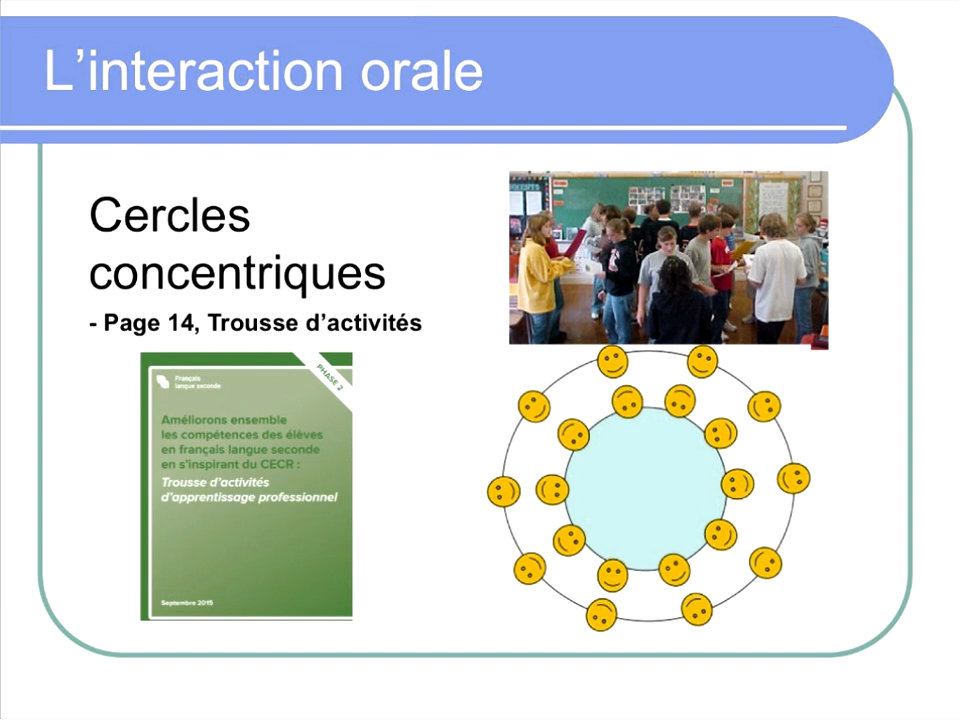 L’interaction orale
Cercles
concentriques
- Page 14, Trousse d’activités
PHASE 2
Français
langue seconde
Améliorons ensemble
les compétences des élèves
en français langue seconde
en s’inspirant du CECR :
Trousse d’activités
d’apprentissage professionnel
Septembre 2015